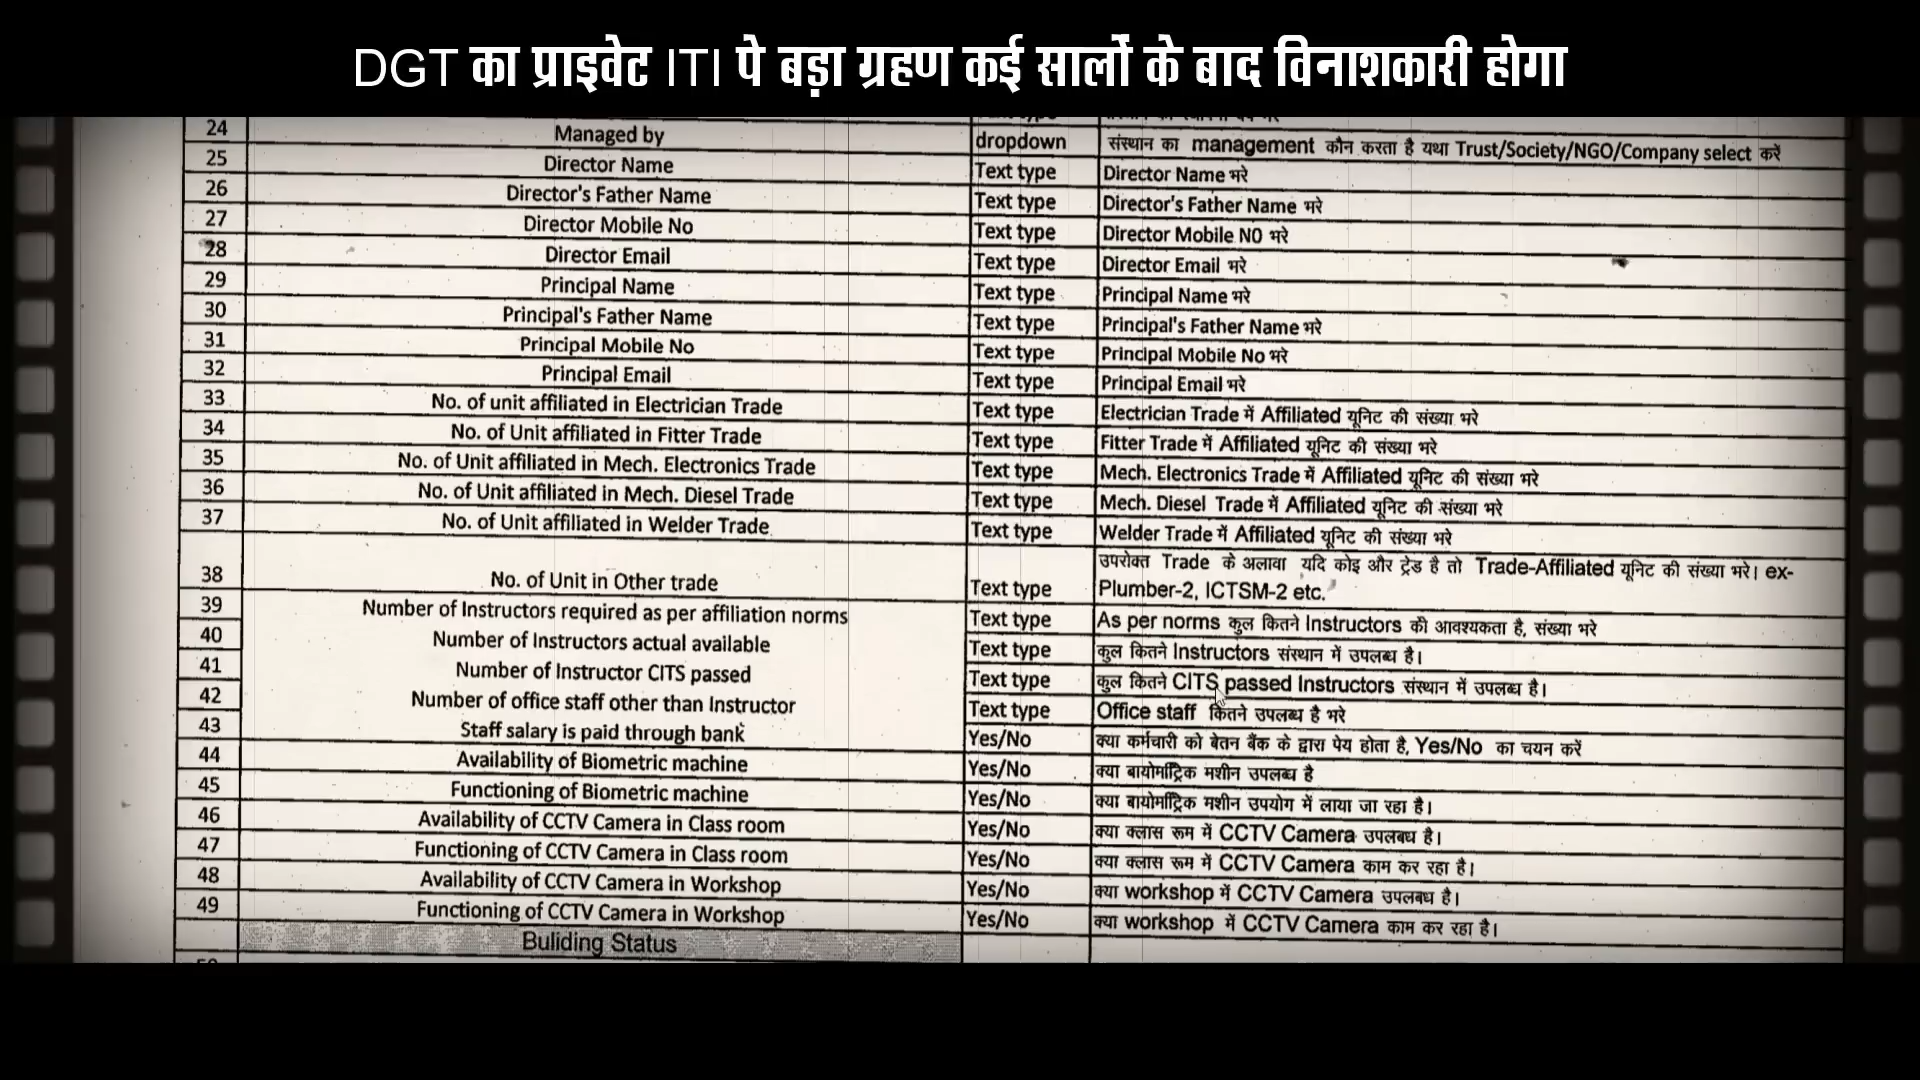 DGT का प्राइवेट ITI पे बड़ा ग्रहण कई सालों के बाद विनाशकारी होगा
24 Managed by dropdown संस्थान का management कौन करता है यथा Trust/Society/NGO/Company select करें
25 Director Name Text type Director Name भरे
26 Director's Father Name Text type Director's Father Name भरे
27 Director Mobile No Text type Director Mobile NO भरे
28 Director Email Text type Director Email भरे
29 Principal Name Text type Principal Name भरे
30 Principal's Father Name Text type Principal's Father Name भरे
31 Principal Mobile No Text type Principal Mobile No भरे
32 Principal Email Text type Principal Email भरे
33 No. of unit affiliated in Electrician Trade Text type Electrician Trade में Affiliated यूनिट की संख्या भरे
34 No. of Unit affiliated in Fitter Trade Text type Fitter Trade में Affiliated यूनिट की संख्या भरे
35 No. of Unit affiliated in Mech. Electronics Trade Text type Mech. Electronics Trade में Affiliated यूनिट की संख्या भरे
36 No. of Unit affiliated in Mech. Diesel Trade Text type Mech. Diesel Trade में Affiliated यूनिट की संख्या भरे
37 No. of Unit affiliated in Welder Trade Text type Welder Trade में Affiliated यूनिट की संख्या भरे
उपरोक्त Trade के अलावा यदि कोइ और ट्रेड है तो Trade-Affiliated यूनिट की संख्या भरे। ex-
38 No. of Unit in Other trade Text type Plumber-2, ICTSM-2 etc.
39 Number of Instructors required as per affiliation norms Text type As per norms कुल कितने Instructors की आवश्यकता है, संख्या भरे
40 Number of Instructors actual available Text type कुल कितने Instructors संस्थान में उपलब्ध है।
41 Number of Instructor CITS passed Text type कुल कितने CITS passed Instructors संस्थान में उपलब्ध है।
42 Number of office staff other than Instructor Text type Office staff कितने उपलब्ध है भरे
43 Staff salary is paid through bank Yes/No क्या कर्मचारी को बेतन बैंक के द्वारा पेय होता है, Yes/No का चयन करें
44 Availability of Biometric machine Yes/No क्या बायोमेट्रिक मशीन उपलब्ध है
45 Functioning of Biometric machine Yes/No क्या बायोमेट्रिक मशीन उपयोग में लाया जा रहा है।
46 Availability of CCTV Camera in Class room Yes/No क्या क्लास रूम में CCTV Camera उपलबध है।
47 Functioning of CCTV Camera in Class room Yes/No क्या क्लास रूम में CCTV Camera काम कर रहा है।
48 Availability of CCTV Camera in Workshop Yes/No क्या workshop में CCTV Camera उपलबध है।
49 Functioning of CCTV Camera in Workshop Yes/No क्या workshop में CCTV Camera काम कर रहा है।
Buliding Status